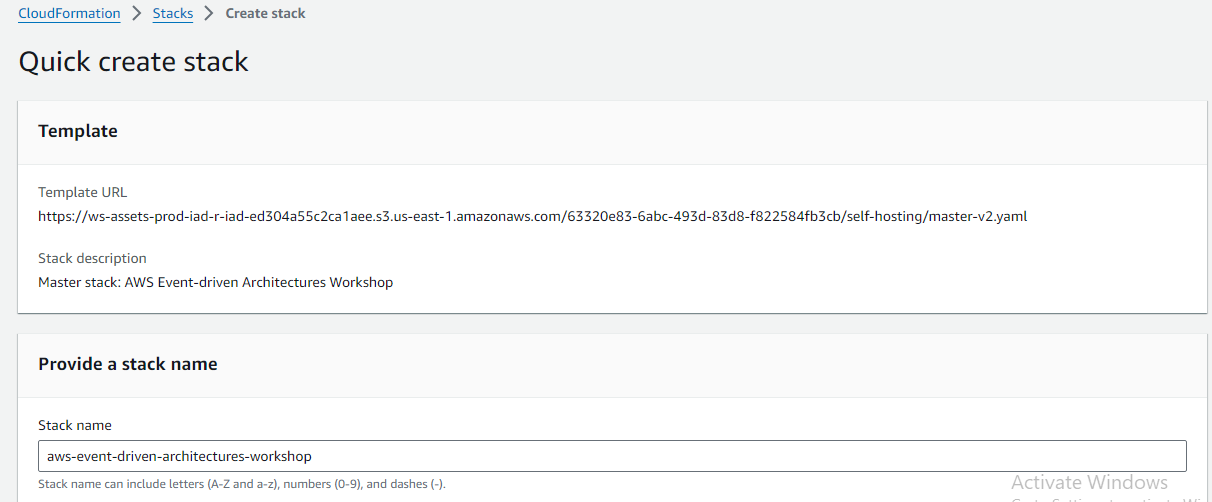 CloudFormation > Stacks > Create stack
Quick create stack
Template
Template URL
https://ws-assets-prod-iad-r-iad-ed304a55c2ca1aee.s3.us-east-1.amazonaws.com/63320e83-6abc-493d-83d8-f822584fb3cb/self-hosting/master-v2.yaml
Stack description
Master stack: AWS Event-driven Architectures Workshop
Provide a stack name
Stack name
aws-event-driven-architectures-workshop
Stack name can include letters (A-Z and a-z), numbers (0-9), and dashes (-).
Activate Windows